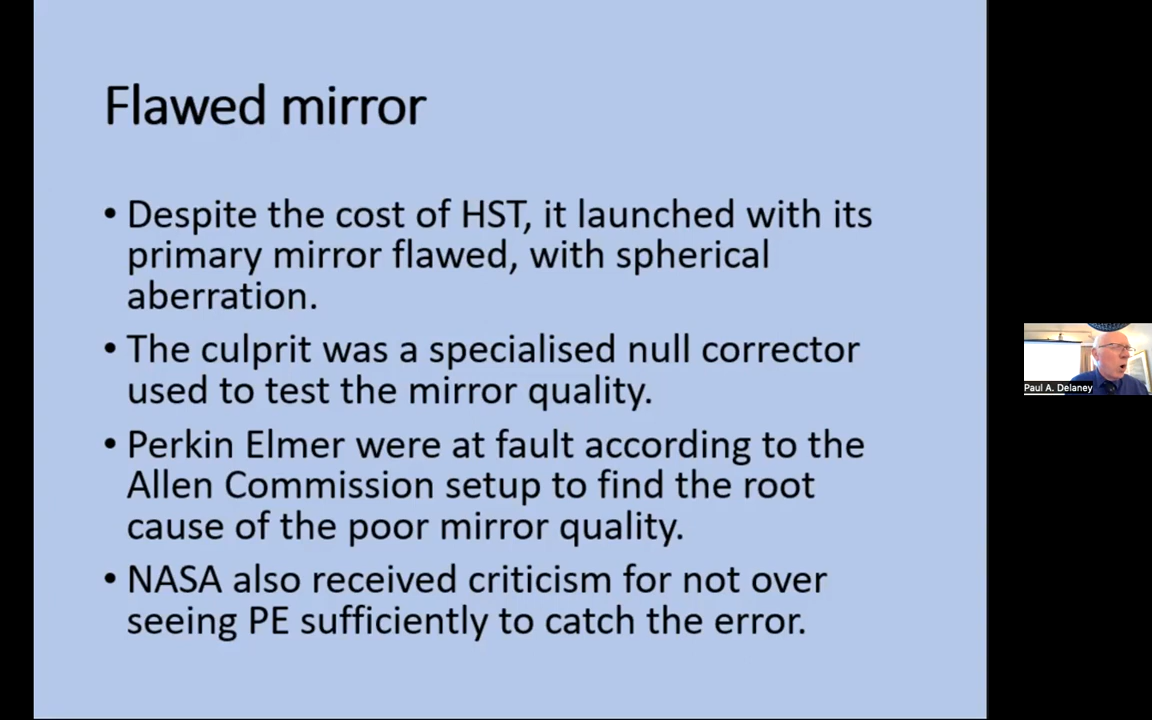 Flawed mirror
• Despite the cost of HST, it launched with its
primary mirror flawed, with spherical
aberration.
• The culprit was a specialised null corrector
used to test the mirror quality.
• Perkin Elmer were at fault according to the
Allen Commission setup to find the root
cause of the poor mirror quality.
• NASA also received criticism for not over
seeing PE sufficiently to catch the error.
Paul A. Delaney